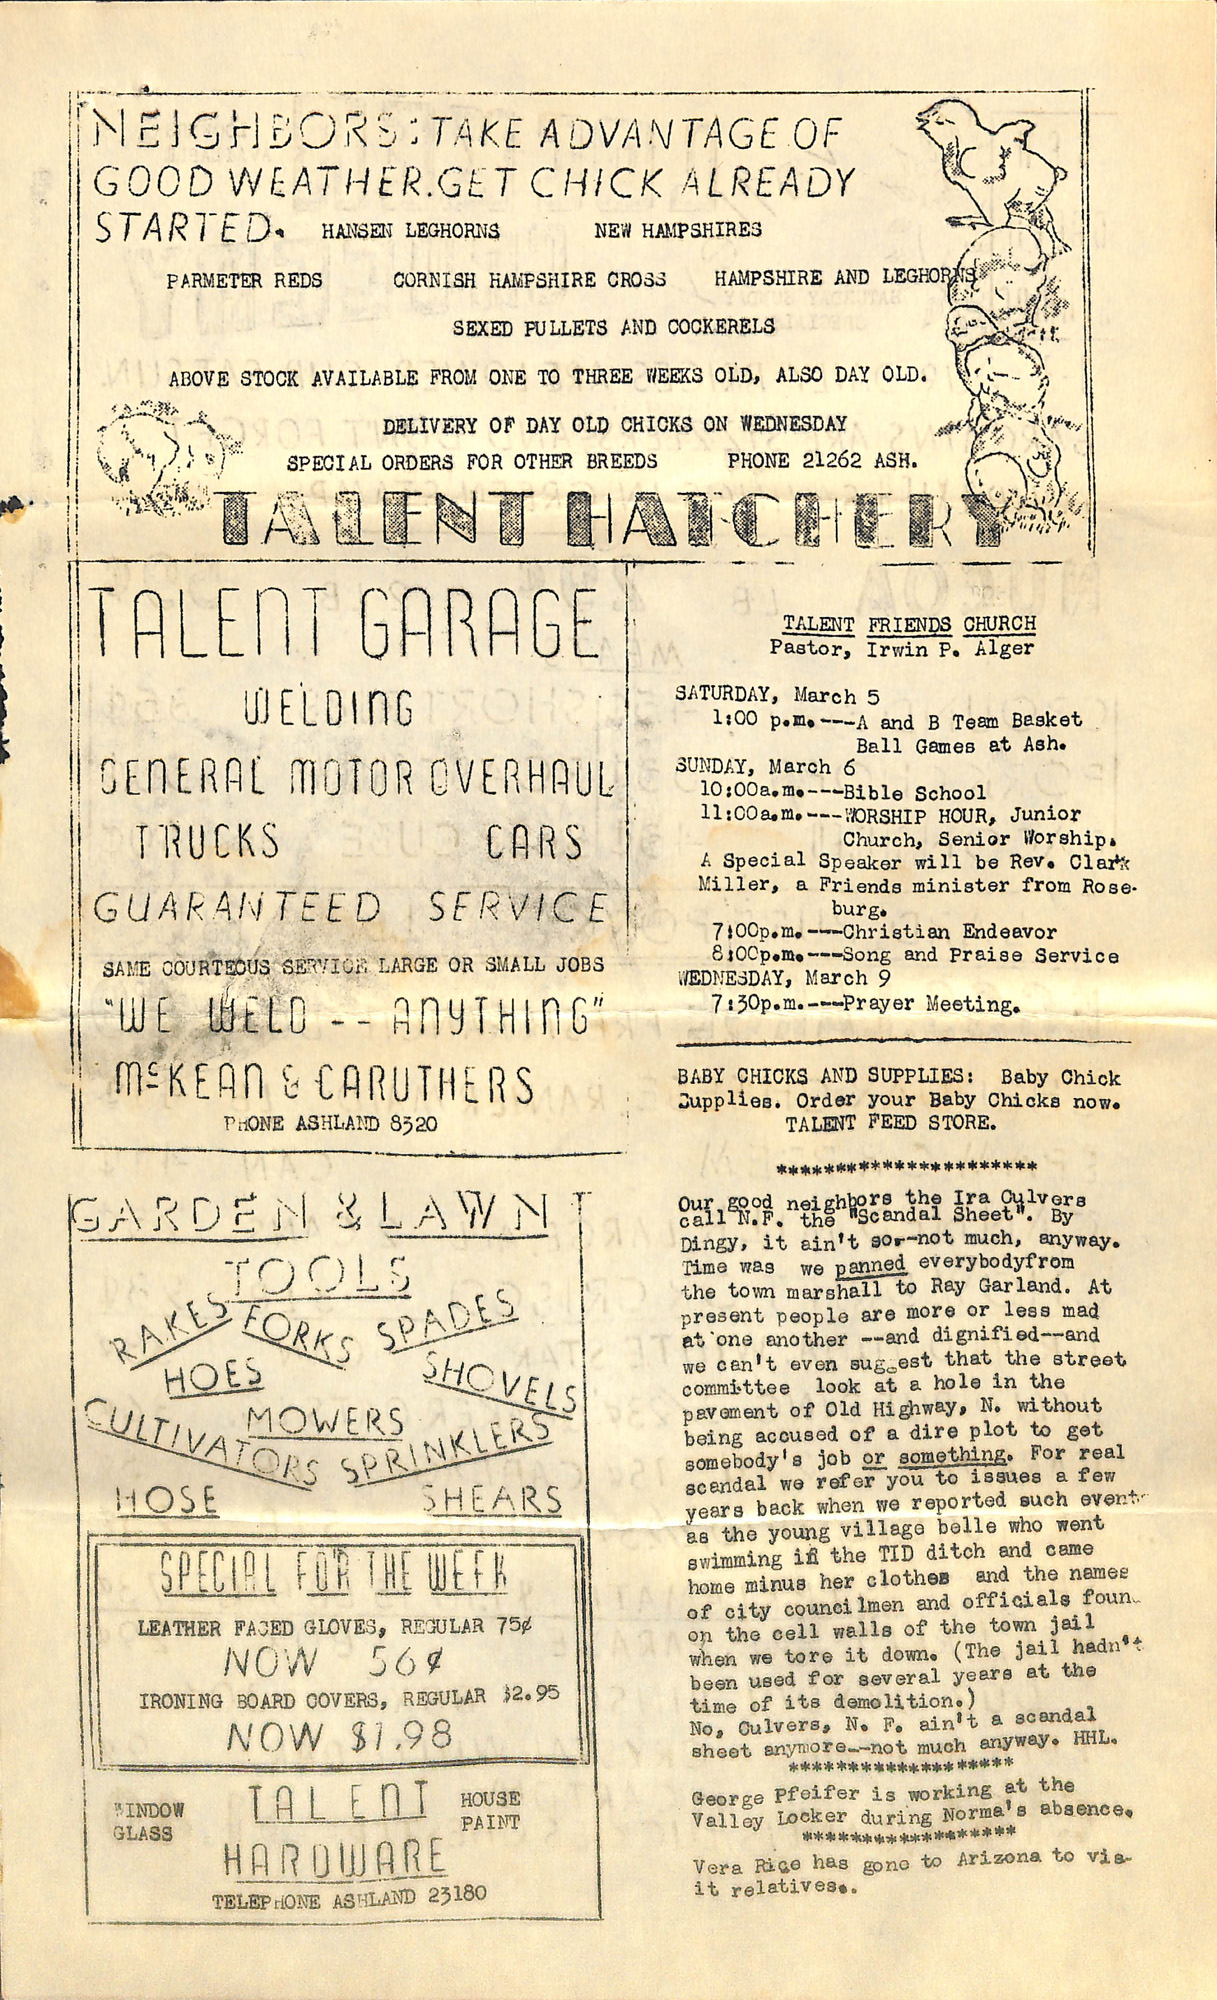 NEIGHBORS: TAKE ADVANTAGE OF
GOOD WEATHER. GET CHICK ALREADY
STARTED. HANSEN LEGHORNS NEW HAMPSHIRES
PARMETER REDS CORNISH HAMPSHIRE CROSS HAMPSHIRE AND LEGHORNS
SEXED PULLETS AND COCKERELS
ABOVE STOCK AVAILABLE FROM ONE TO THREE WEEKS OLD, ALSO DAY OLD.
DELIVERY OF DAY OLD CHICKS ON WEDNESDAY
SPECIAL ORDERS FOR OTHER BREEDS PHONE 21262 ASH.
TALENT HATCHERY
TALENT GARAGE
WELDING
GENERAL MOTOR OVERHAUL
TRUCKS CARS
GUARANTEED SERVICE
SAME COURTEOUS SERVICE LARGE OR SMALL JOBS
"WE WELD -- ANYTHING"
McKEAN & CARUTHERS
PHONE ASHLAND 8320
GARDEN & LAWN
TOOLS
RAKES FORKS SPADES
HOES SHOVELS
CULTIVATORS MOWERS SPRINKLERS
HOSE SHEARS
SPECIAL FOR THE WEEK
LEATHER FACED GLOVES, REGULAR 75¢
NOW 56¢
IRONING BOARD COVERS, REGULAR $2.95
NOW $1.98
WINDOW GLASS
TALENT
HOUSE PAINT
HARDWARE
TELEPHONE ASHLAND 23180
TALENT FRIENDS CHURCH
Pastor, Irwin P. Alger
SATURDAY, March 5
1:00 p.m.---A and B Team Basket
Ball Games at Ash.
SUNDAY, March 6
10:00a.m.---Bible School
11:00a.m.---WORSHIP HOUR, Junior
Church, Senior Worship.
A Special Speaker will be Rev. Clark
Miller, a Friends minister from Rose-
burg.
7:00p.m.---Christian Endeavor
8:00p.m.---Song and Praise Service
WEDNESDAY, March 9
7:30p.m.---Prayer Meeting.
BABY CHICKS AND SUPPLIES: Baby Chick
Supplies. Order your Baby Chicks now.
TALENT FEED STORE.
**********************
Our good neighbors the Ira Culvers
call N.F. the "Scandal Sheet". By
Dingy, it ain't so--not much, anyway.
Time was we panned everybodyfrom
the town marshall to Ray Garland. At
present people are more or less mad
at one another --and dignified--and
we can't even suggest that the street
committee look at a hole in the
pavement of Old Highway, N. without
being accused of a dire plot to get
somebody's job or something. For real
scandal we refer you to issues a few
years back when we reported such events
as the young village belle who went
swimming in the TID ditch and came
home minus her clothes and the names
of city councilmen and officials found
on the cell walls of the town jail
when we tore it down. (The jail hadn't
been used for several years at the
time of its demolition.)
No, Culvers, N. F. ain't a scandal
sheet anymore--not much anyway. HHL.
*******************
George Pfeifer is working at the
Valley Locker during Norma's absence.
******************
Vera Rice has gone to Arizona to vis-
it relatives..